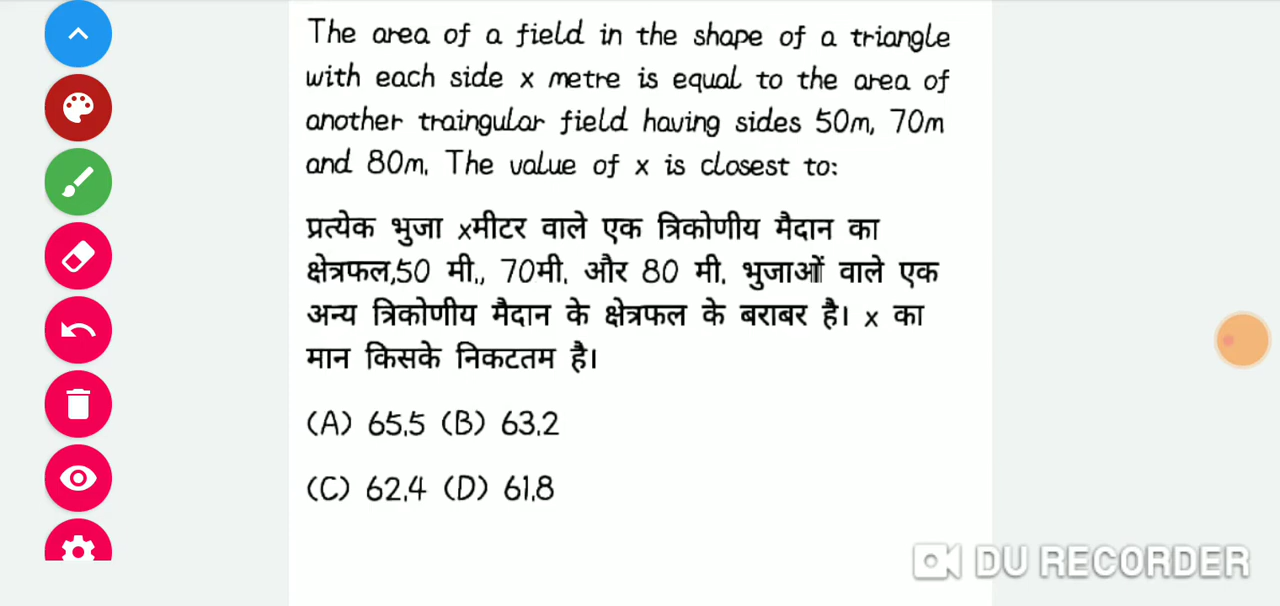 The area of a field in the shape of a triangle
with each side x metre is equal to the area of
another traingular field having sides 50m, 70m
and 80m. The value of x is closest to:
प्रत्येक भुजा xमीटर वाले एक त्रिकोणीय मैदान का
क्षेत्रफल,50 मी., 70मी. और 80 मी. भुजाओं वाले एक
अन्य त्रिकोणीय मैदान के क्षेत्रफल के बराबर है। x का
मान किसके निकटतम है।
(A) 65.5 (B) 63.2
(C) 62.4 (D) 61.8
DU RECORDER